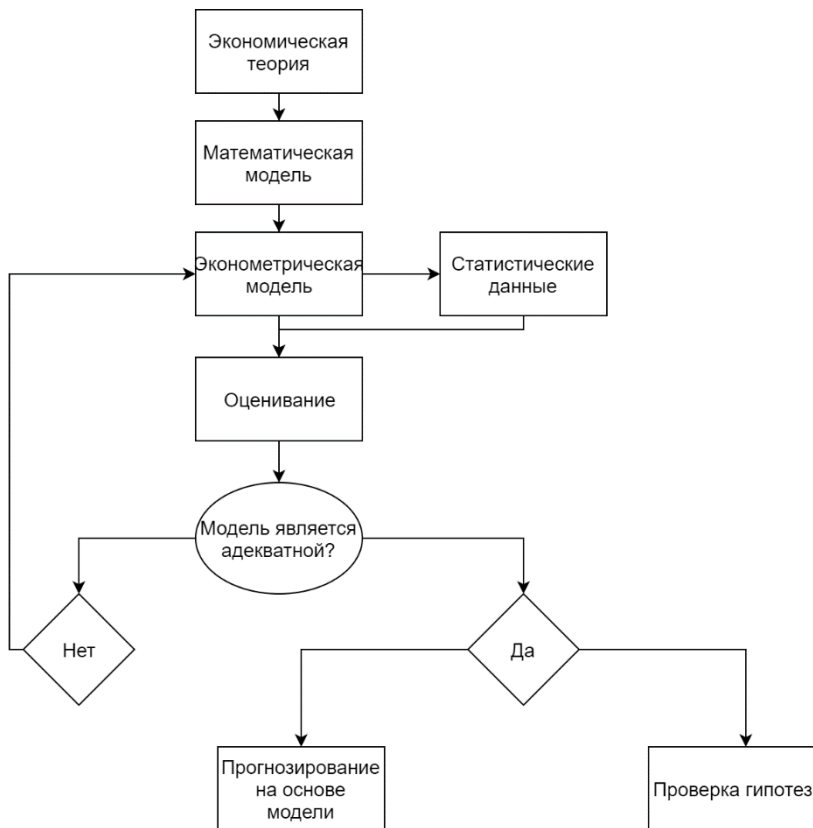 Экономическая
теория
Математическая
модель
Эконометрическая
модель
Статистические
данные
Оценивание
Модель является
адекватной?
Нет
Да
Прогнозирование
на основе
модели
Проверка гипотез